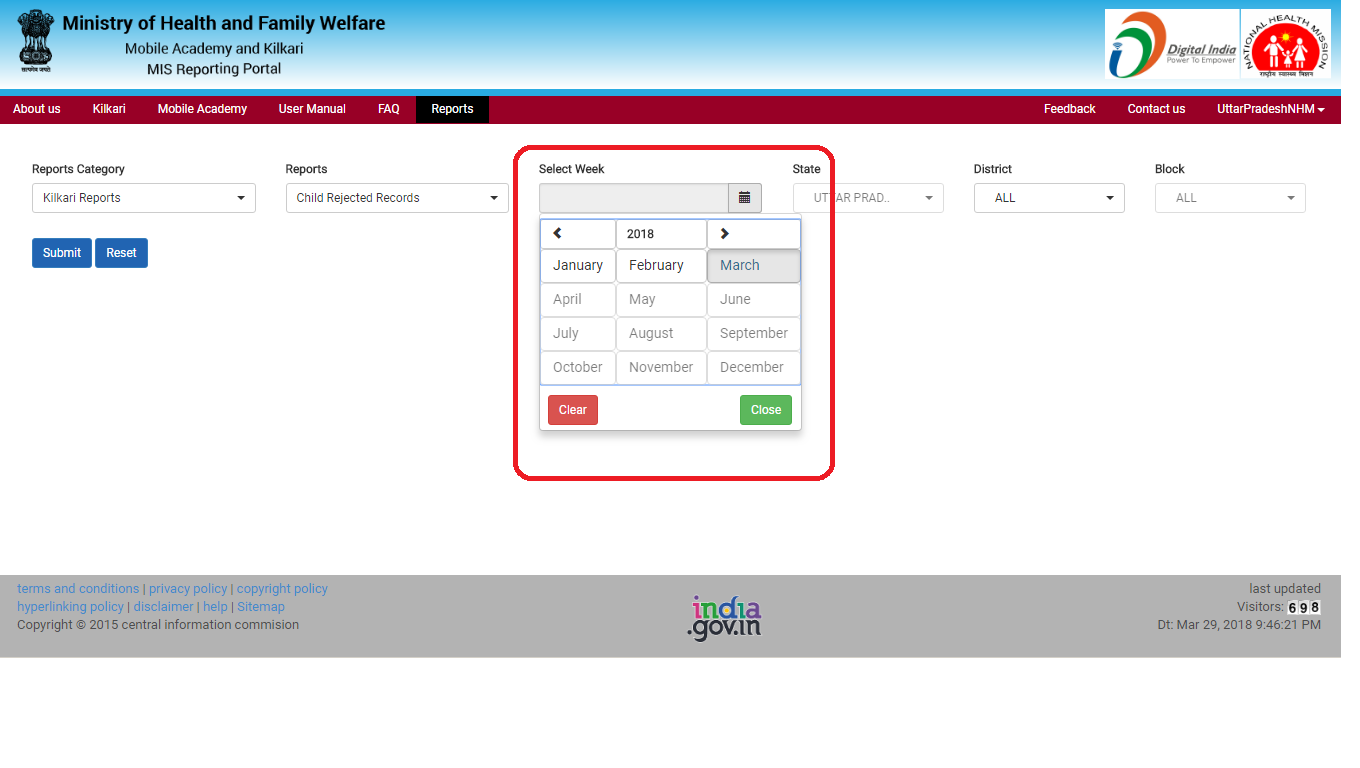 Ministry of Health and Family Welfare
Mobile Academy and Kilkari
MIS Reporting Portal
सत्यमेव जयते
Digital India
Power To Empower
NATIONAL HEALTH MISSION
राष्ट्रीय स्वास्थ्य मिशन
About us Kilkari Mobile Academy User Manual FAQ Reports Feedback Contact us UttarPradeshNHM
Reports Category Reports Select Week State District Block
Kilkari Reports Child Rejected Records UTTAR PRAD.. ALL ALL
Submit Reset
2018
January February March
April May June
July August September
October November December
Clear Close
terms and conditions | privacy policy | copyright policy
hyperlinking policy | disclaimer | help | Sitemap
Copyright © 2015 central information commision
india
.gov.in
last updated
Visitors: 698
Dt: Mar 29, 2018 9:46:21 PM